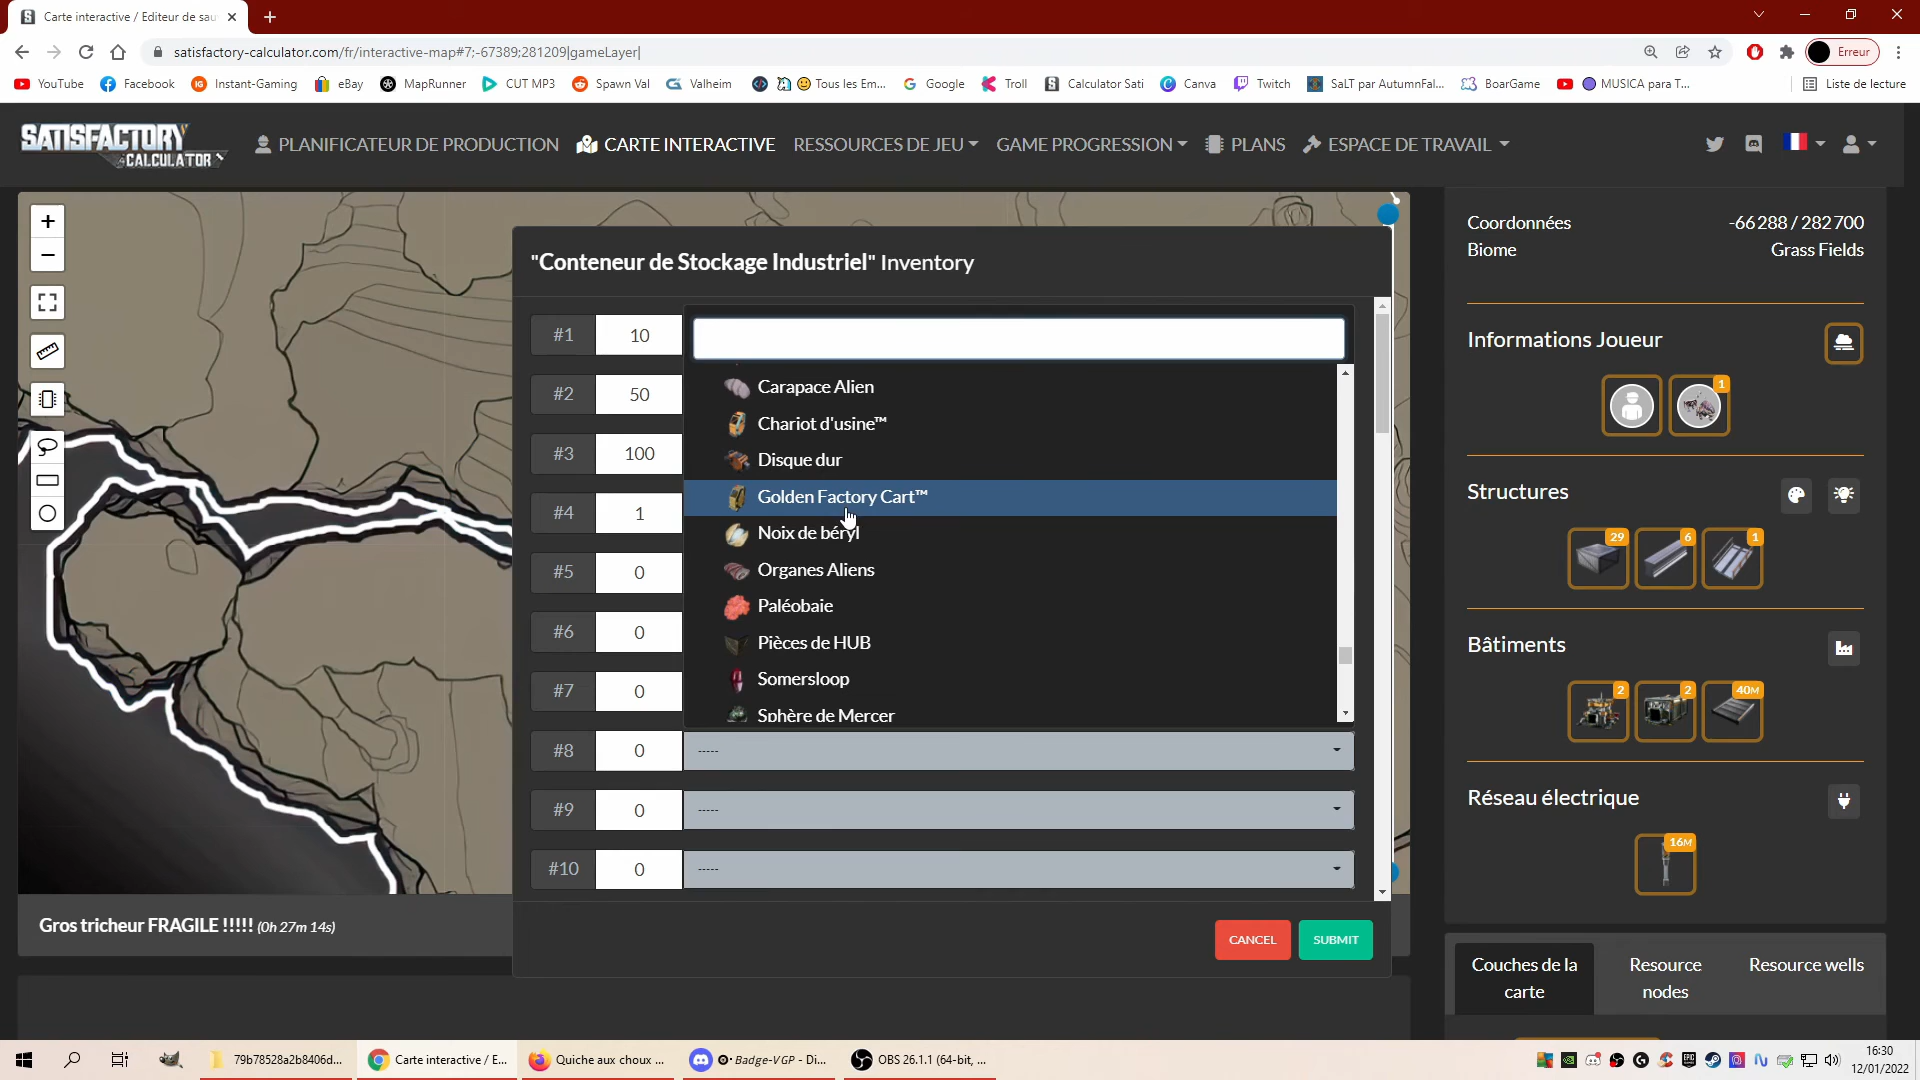 Carte interactive / Editeur de sau
satisfactory-calculator.com/fr/interactive-map#7;-67389;281209|gameLayer|
Erreur
YouTube
Facebook
Instant-Gaming
eBay
MapRunner
CUT MP3
Spawn Val
Valheim
Tous les Em...
Google
Troll
Calculator Sati
Canva
Twitch
SaLT par AutumnFal...
BoarGame
MUSICA para T...
Liste de lecture
SATISFACTORY
CALCULATOR
PLANIFICATEUR DE PRODUCTION
CARTE INTERACTIVE
RESSOURCES DE JEU
GAME PROGRESSION
PLANS
ESPACE DE TRAVAIL
"Conteneur de Stockage Industriel" Inventory
#1 10
#2 50
#3 100
#4 1
#5 0
#6 0
#7 0
#8 0 -----
#9 0 -----
#10 0 -----
Carapace Alien
Chariot d'usine™
Disque dur
Golden Factory Cart™
Noix de béryl
Organes Aliens
Paléobaie
Pièces de HUB
Somersloop
Sphère de Mercer
CANCEL
SUBMIT
Gros tricheur FRAGILE !!!!! (0h 27m 14s)
Coordonnées -66 288 / 282 700
Biome Grass Fields
Informations Joueur
1
Structures
29 6 1
Bâtiments
2 2 40M
Réseau électrique
16M
Couches de la carte
Resource nodes
Resource wells
79b78528a2b8406d...
Carte interactive / E...
Quiche aux choux ...
Badge-VGP - Di...
OBS 26.1.1 (64-bit, ...
16:30
12/01/2022